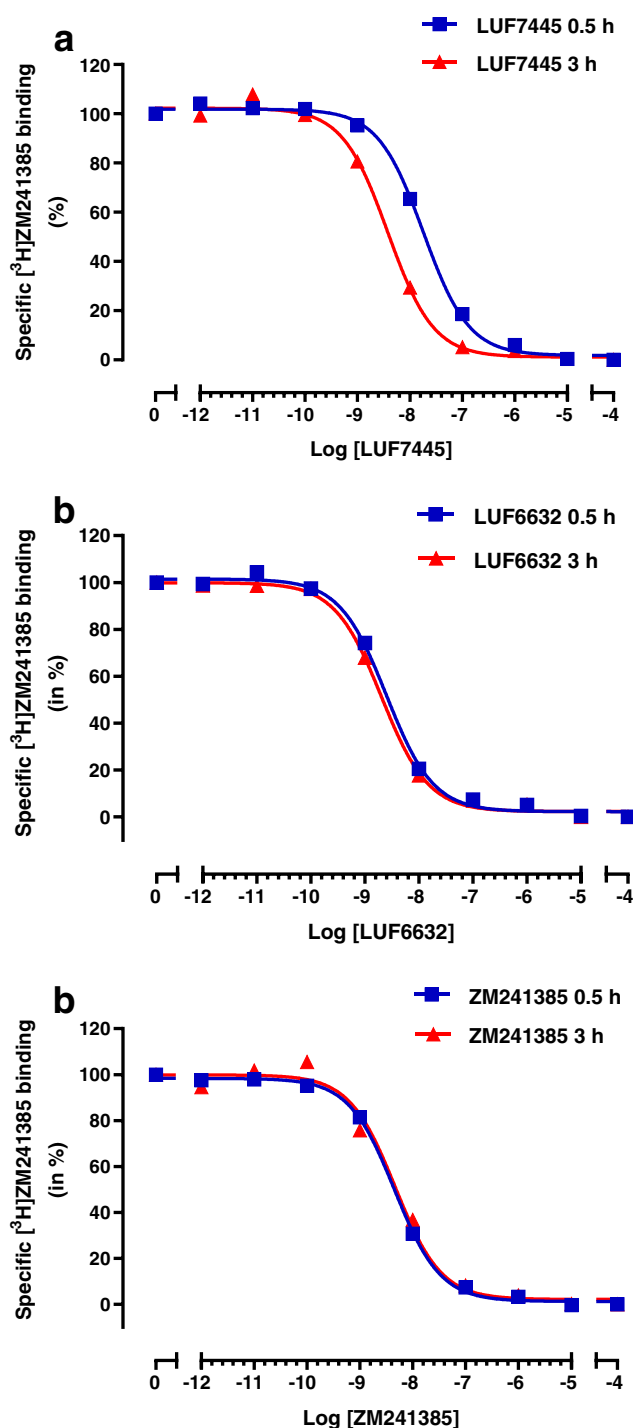 a
LUF7445 0.5 h
LUF7445 3 h
Specific [³H]ZM241385 binding
(%)
120
100
80
60
40
20
0
0 -12 -11 -10 -9 -8 -7 -6 -5 -4
Log [LUF7445]
b
LUF6632 0.5 h
LUF6632 3 h
Specific [³H]ZM241385 binding
(in %)
120
100
80
60
40
20
0
0 -12 -11 -10 -9 -8 -7 -6 -5 -4
Log [LUF6632]
b
ZM241385 0.5 h
ZM241385 3 h
Specific [³H]ZM241385 binding
(in %)
120
100
80
60
40
20
0
0 -12 -11 -10 -9 -8 -7 -6 -5 -4
Log [ZM241385]